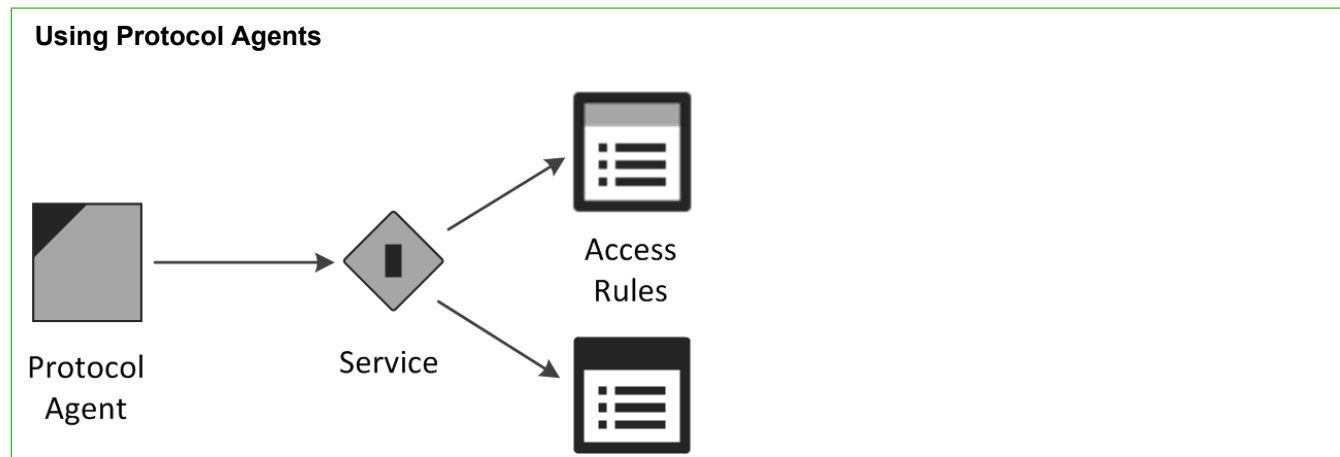 Using Protocol Agents
Access
Rules
Service
Protocol
Agent